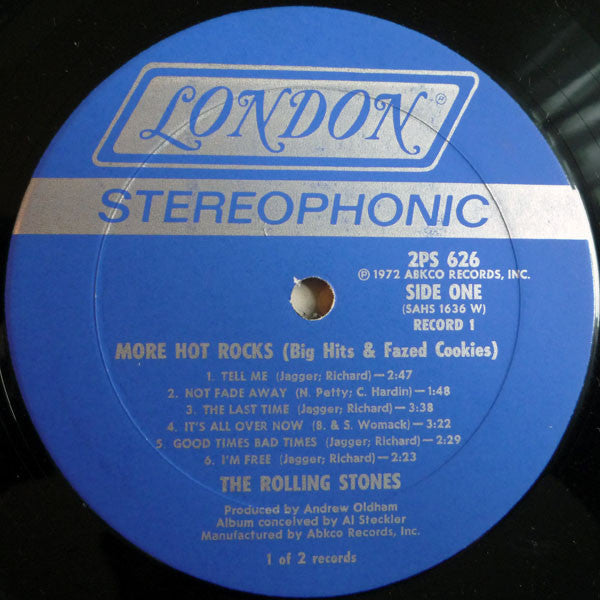 LONDON®
STEREOPHONIC
2PS 626
℗ 1972 ABKCO RECORDS, INC.
SIDE ONE
(SAHS 1636 W)
RECORD 1
MORE HOT ROCKS (Big Hits & Fazed Cookies)
1. TELL ME (Jagger; Richard)—2:47
2. NOT FADE AWAY (N. Petty; C. Hardin)—1:48
3. THE LAST TIME (Jagger; Richard)—3:38
4. IT'S ALL OVER NOW (B. & S. Womack)—3:22
5. GOOD TIMES BAD TIMES (Jagger; Richard)—2:29
6. I'M FREE (Jagger; Richard)—2:23
THE ROLLING STONES
Produced by Andrew Oldham
Album conceived by Al Steckler
Manufactured by Abkco Records, Inc.
1 of 2 records